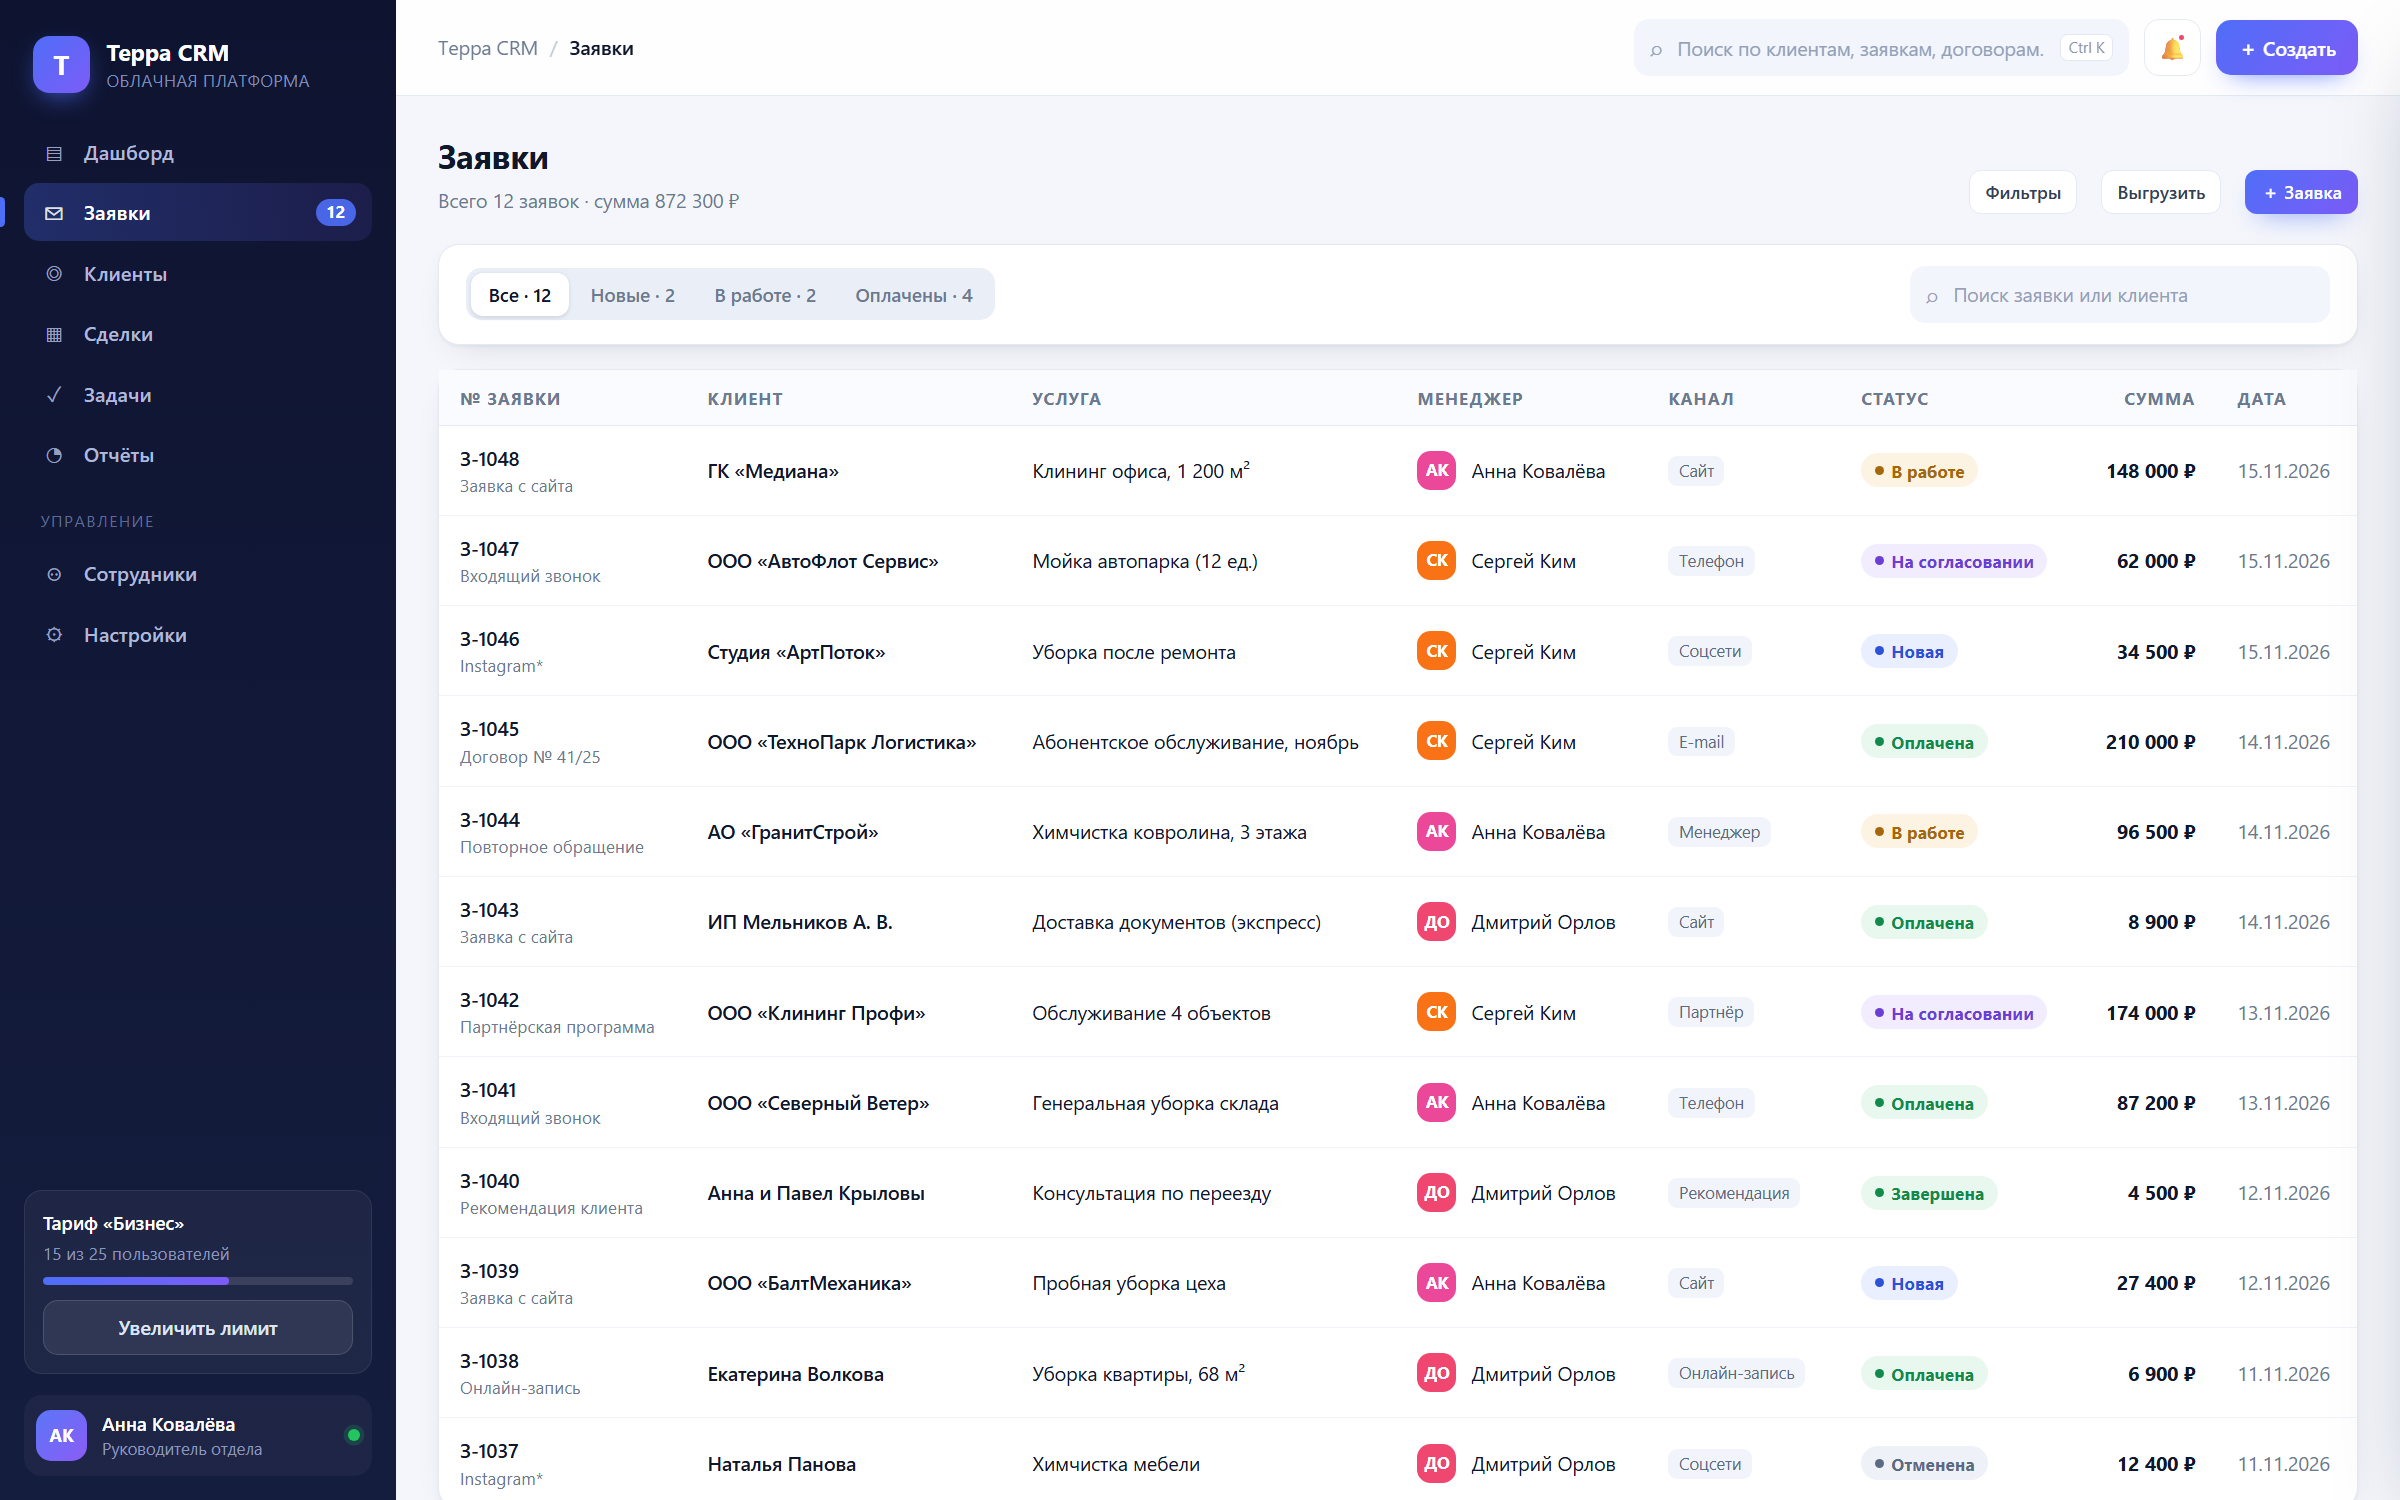 T
Терра CRM
ОБЛАЧНАЯ ПЛАТФОРМА
Дашборд
Заявки 12
Клиенты
Сделки
Задачи
Отчёты
УПРАВЛЕНИЕ
Сотрудники
Настройки
Тариф «Бизнес»
15 из 25 пользователей
Увеличить лимит
АК
Анна Ковалёва
Руководитель отдела
Терра CRM / Заявки
Поиск по клиентам, заявкам, договорам. Ctrl K
+ Создать
Заявки
Всего 12 заявок · сумма 872 300 ₽
Фильтры Выгрузить + Заявка
Все · 12 Новые · 2 В работе · 2 Оплачены · 4
Поиск заявки или клиента
№ ЗАЯВКИ КЛИЕНТ УСЛУГА МЕНЕДЖЕР КАНАЛ СТАТУС СУММА ДАТА
З-1048
Заявка с сайта
ГК «Медиана» Клининг офиса, 1 200 м² АК Анна Ковалёва Сайт В работе 148 000 ₽ 15.11.2026
З-1047
Входящий звонок
ООО «АвтоФлот Сервис» Мойка автопарка (12 ед.) СК Сергей Ким Телефон На согласовании 62 000 ₽ 15.11.2026
З-1046
Instagram*
Студия «АртПоток» Уборка после ремонта СК Сергей Ким Соцсети Новая 34 500 ₽ 15.11.2026
З-1045
Договор № 41/25
ООО «ТехноПарк Логистика» Абонентское обслуживание, ноябрь СК Сергей Ким E-mail Оплачена 210 000 ₽ 14.11.2026
З-1044
Повторное обращение
АО «ГранитСтрой» Химчистка ковролина, 3 этажа АК Анна Ковалёва Менеджер В работе 96 500 ₽ 14.11.2026
З-1043
Заявка с сайта
ИП Мельников А. В. Доставка документов (экспресс) ДО Дмитрий Орлов Сайт Оплачена 8 900 ₽ 14.11.2026
З-1042
Партнёрская программа
ООО «Клининг Профи» Обслуживание 4 объектов СК Сергей Ким Партнёр На согласовании 174 000 ₽ 13.11.2026
З-1041
Входящий звонок
ООО «Северный Ветер» Генеральная уборка склада АК Анна Ковалёва Телефон Оплачена 87 200 ₽ 13.11.2026
З-1040
Рекомендация клиента
Анна и Павел Крыловы Консультация по переезду ДО Дмитрий Орлов Рекомендация Завершена 4 500 ₽ 12.11.2026
З-1039
Заявка с сайта
ООО «БалтМеханика» Пробная уборка цеха АК Анна Ковалёва Сайт Новая 27 400 ₽ 12.11.2026
З-1038
Онлайн-запись
Екатерина Волкова Уборка квартиры, 68 м² ДО Дмитрий Орлов Онлайн-запись Оплачена 6 900 ₽ 11.11.2026
З-1037
Instagram*
Наталья Панова Химчистка мебели ДО Дмитрий Орлов Соцсети Отменена 12 400 ₽ 11.11.2026